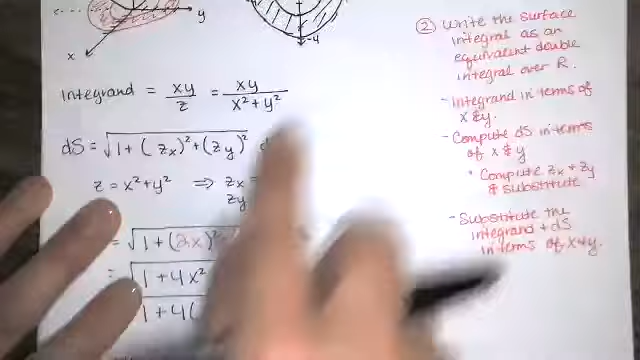 y
x
-4
Integrand = xy/z = xy/x²+y²
dS = √1+(zx)²+(zy)²
z = x²+y² ⇒ zx =
zy
= √1+(2x)²
= √1+4x²
1+4(
② Write the surface
integral as an
equivalent double
integral over R.
- Integrand in terms of
x & y.
- Compute dS in terms
of x & y
* Compute zx + zy
& substitute
- Substitute the
integrand + dS
in terms of x+y.